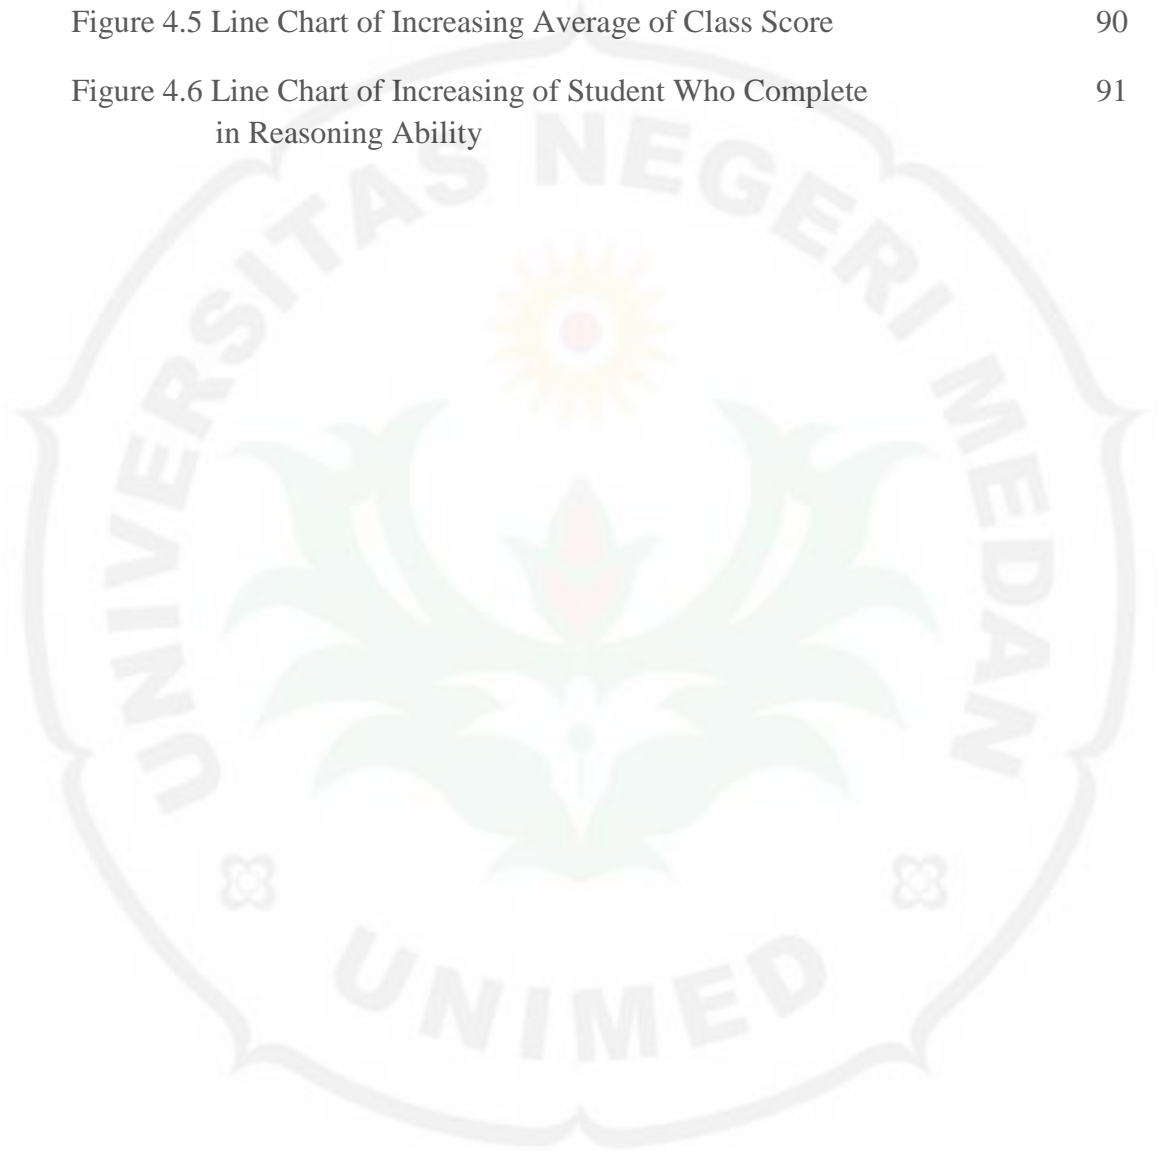 Figure 4.5 Line Chart of Increasing Average of Class Score 90
Figure 4.6 Line Chart of Increasing of Student Who Complete 91
in Reasoning Ability
UNIVERSITAS NEGERI MEDAN
UNIMED